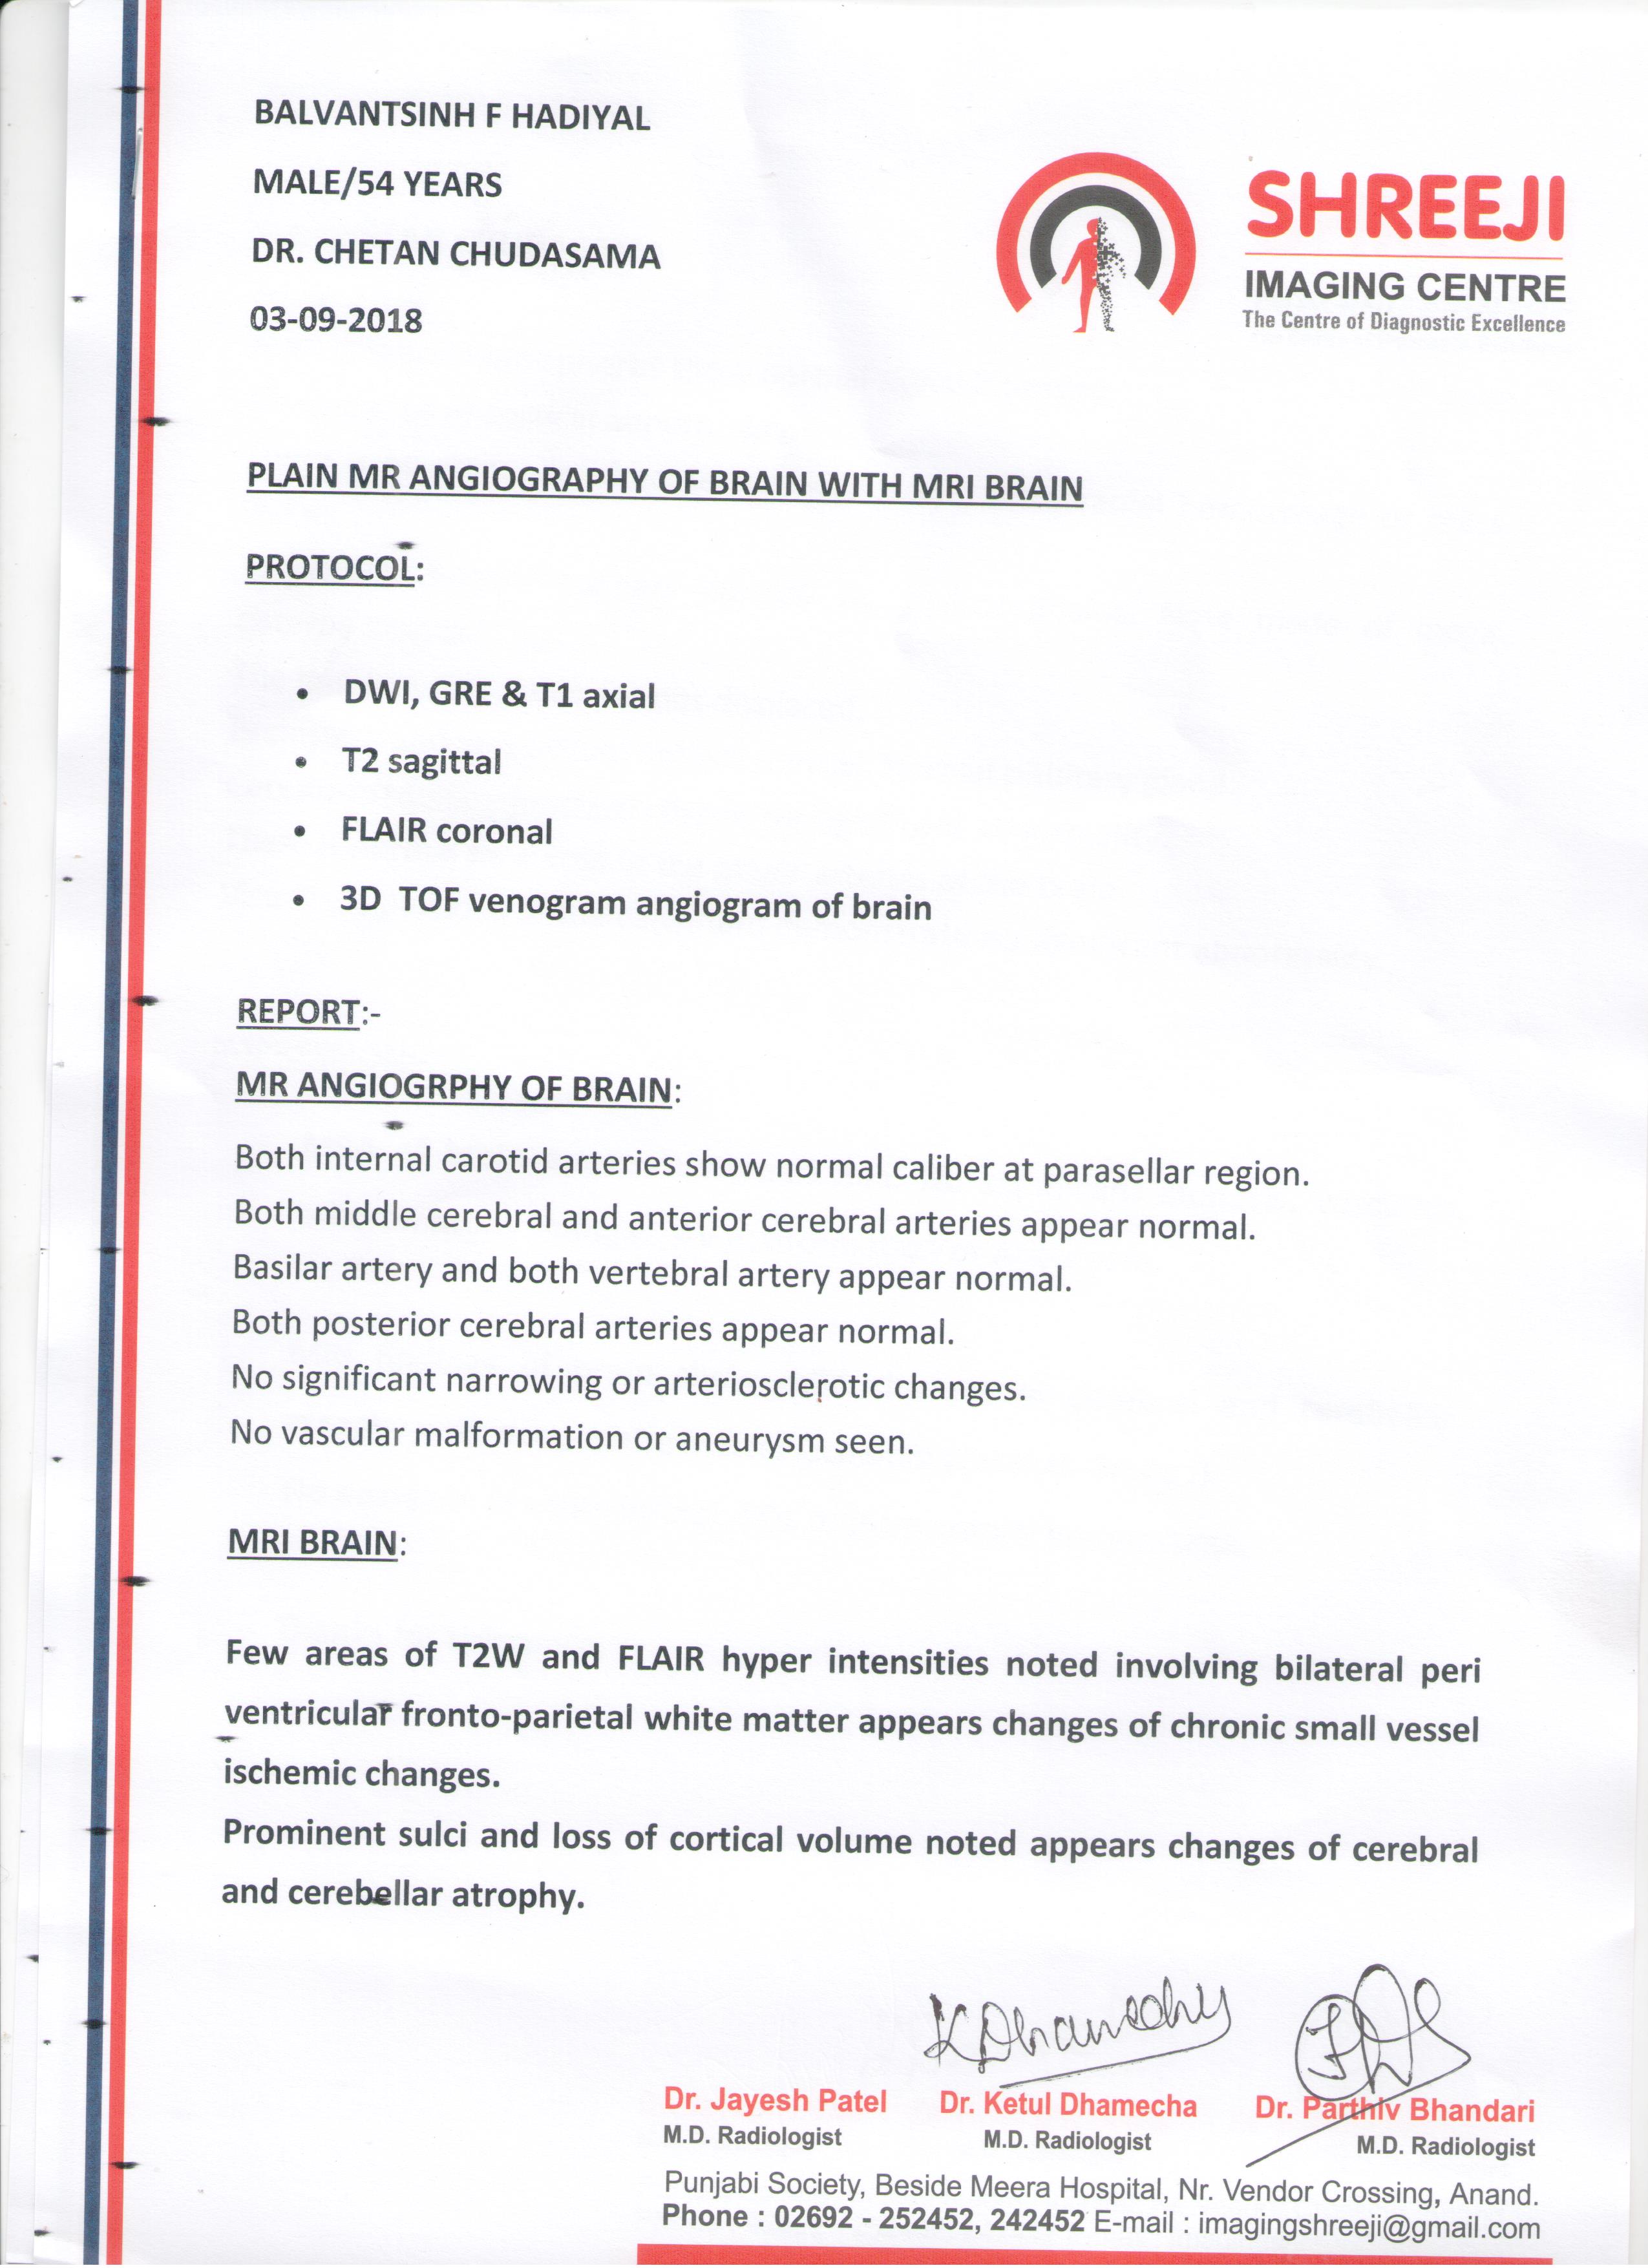 BALVANTSINH F HADIYAL
MALE/54 YEARS
DR. CHETAN CHUDASAMA
03-09-2018
SHREEJI
IMAGING CENTRE
The Centre of Diagnostic Excellence
PLAIN MR ANGIOGRAPHY OF BRAIN WITH MRI BRAIN
PROTOCOL:
• DWI, GRE & T1 axial
• T2 sagittal
• FLAIR coronal
• 3D TOF venogram angiogram of brain
REPORT:-
MR ANGIOGRPHY OF BRAIN:
Both internal carotid arteries show normal caliber at parasellar region.
Both middle cerebral and anterior cerebral arteries appear normal.
Basilar artery and both vertebral artery appear normal.
Both posterior cerebral arteries appear normal.
No significant narrowing or arteriosclerotic changes.
No vascular malformation or aneurysm seen.
MRI BRAIN:
Few areas of T2W and FLAIR hyper intensities noted involving bilateral peri
ventricular fronto-parietal white matter appears changes of chronic small vessel
ischemic changes.
Prominent sulci and loss of cortical volume noted appears changes of cerebral
and cerebellar atrophy.
Dr. Jayesh Patel Dr. Ketul Dhamecha Dr. Parthiv Bhandari
M.D. Radiologist M.D. Radiologist M.D. Radiologist
Punjabi Society, Beside Meera Hospital, Nr. Vendor Crossing, Anand.
Phone : 02692 - 252452, 242452 E-mail : imagingshreeji@gmail.com